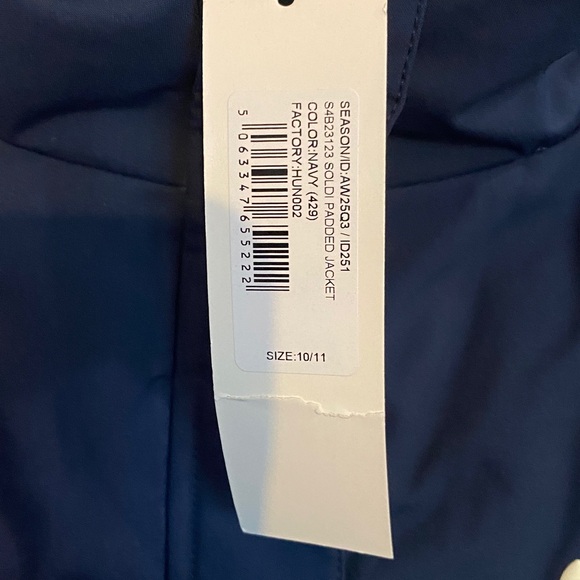 SEASON/ID:AW25Q3 / ID251
S4B23123 SOLDI PADDED JACKET
COLOR:NAVY (429)
FACTORY:HUN002
5 063347 655222
SIZE:10/11